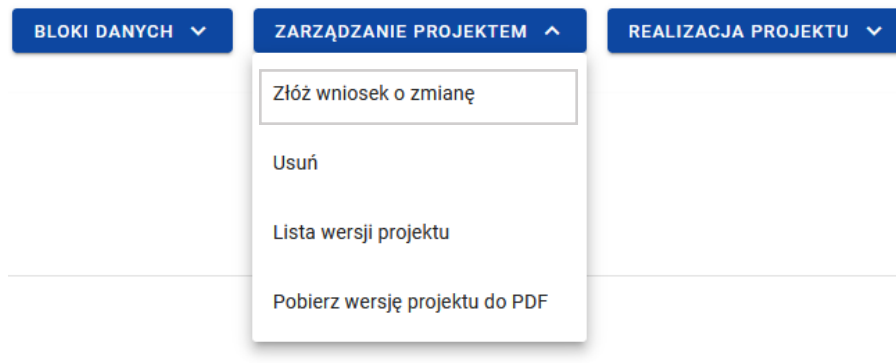 BLOKI DANYCH
ZARZĄDZANIE PROJEKTEM
REALIZACJA PROJEKTU
Złóż wniosek o zmianę
Usuń
Lista wersji projektu
Pobierz wersję projektu do PDF